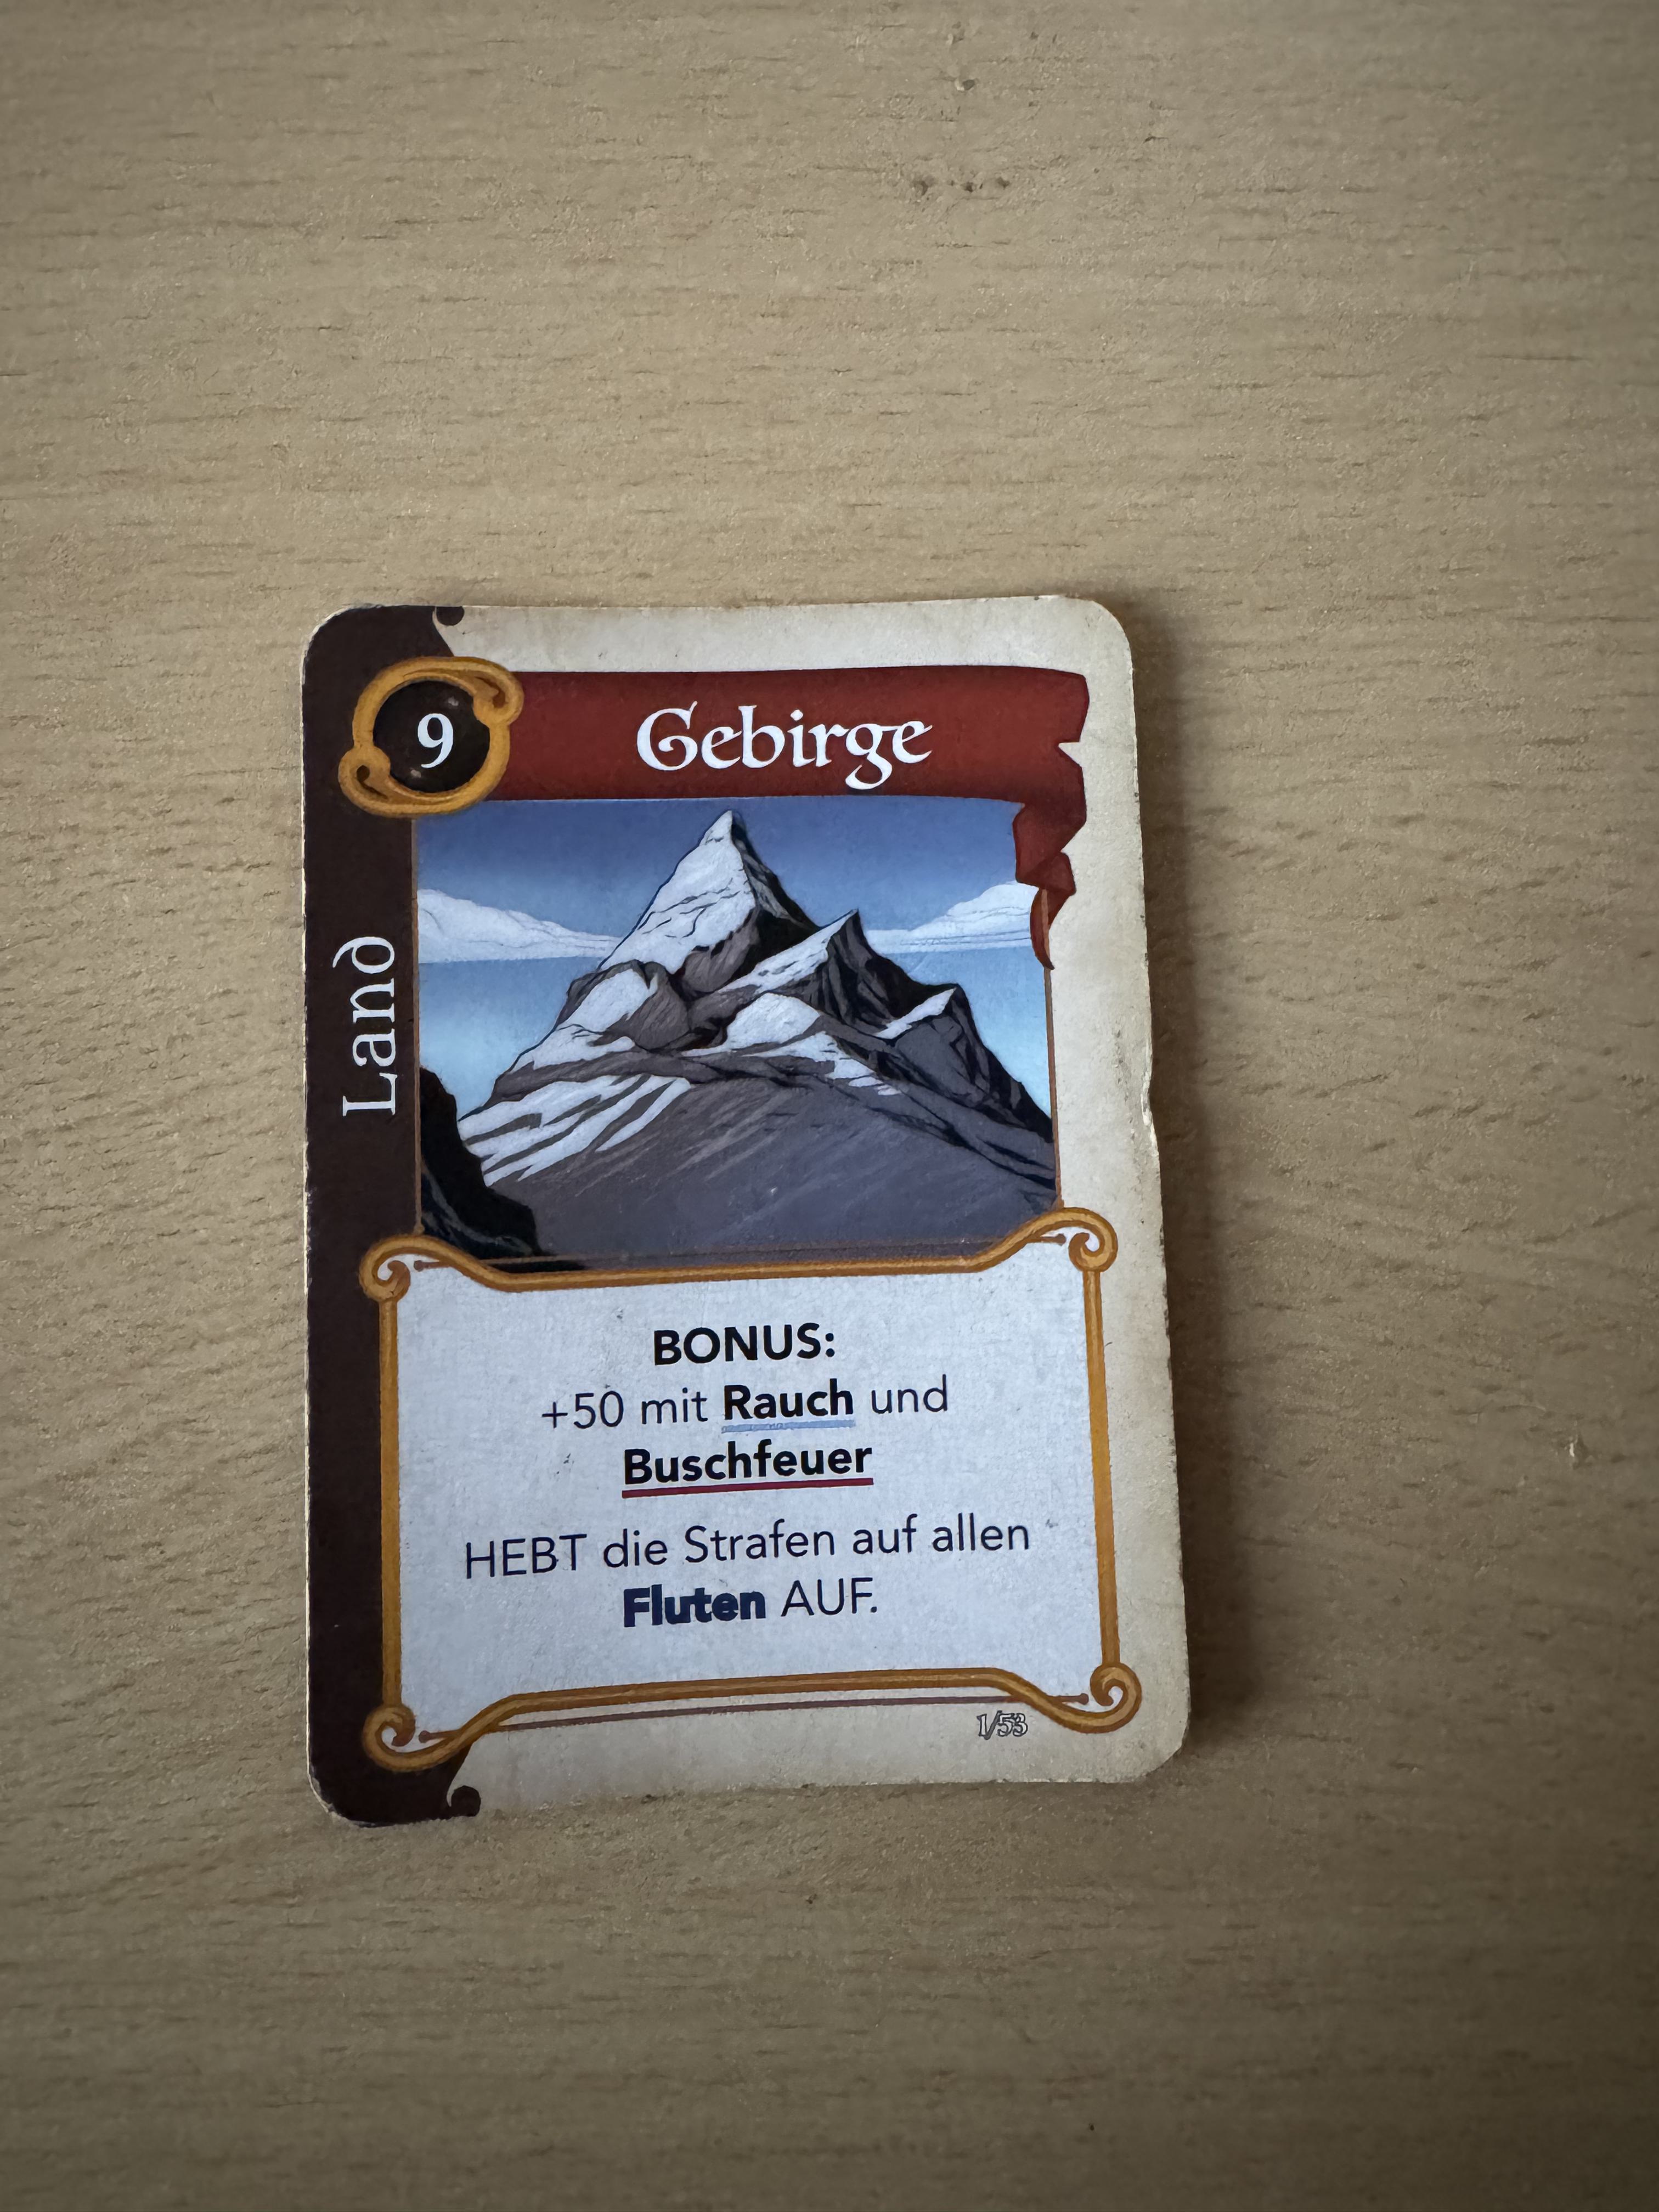 9
Gebirge
Land
BONUS:
+50 mit Rauch und
Buschfeuer
HEBT die Strafen auf allen
Fluten AUF.
1/53